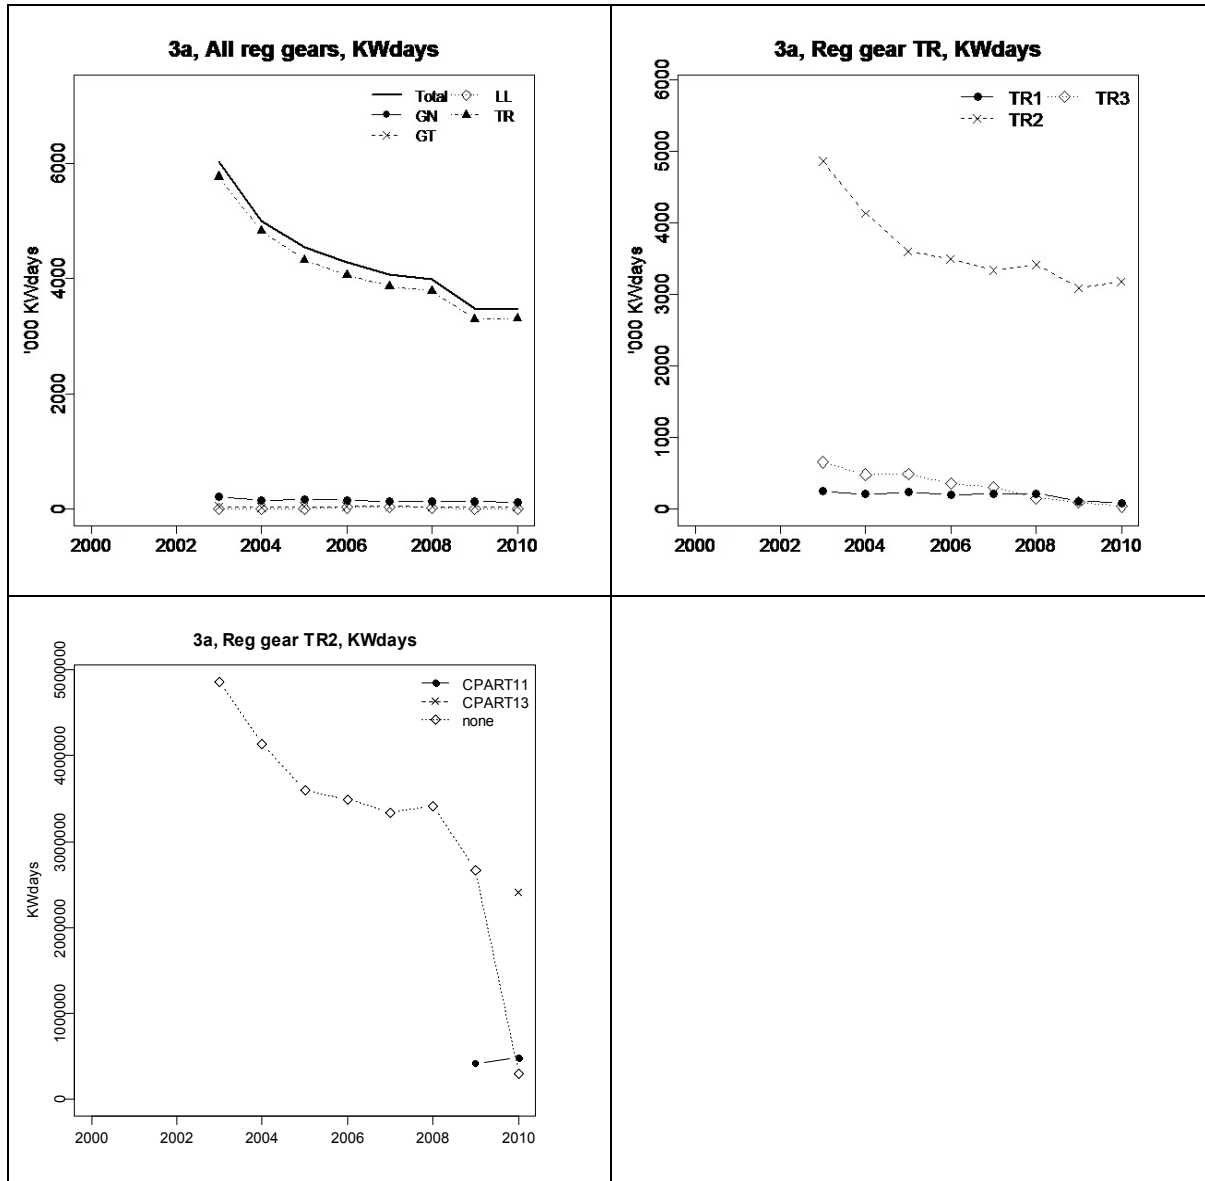 3a, All reg gears, KWdays
Total LL
GN TR
GT
'000 KWdays
6000
4000
2000
0
2000 2002 2004 2006 2008 2010
3a, Reg gear TR, KWdays
TR1 TR3
TR2
'000 KWdays
6000
5000
4000
3000
2000
1000
0
2000 2002 2004 2006 2008 2010
3a, Reg gear TR2, KWdays
CPART11
CPART13
none
KWdays
5000000
4000000
3000000
2000000
1000000
0
2000 2002 2004 2006 2008 2010